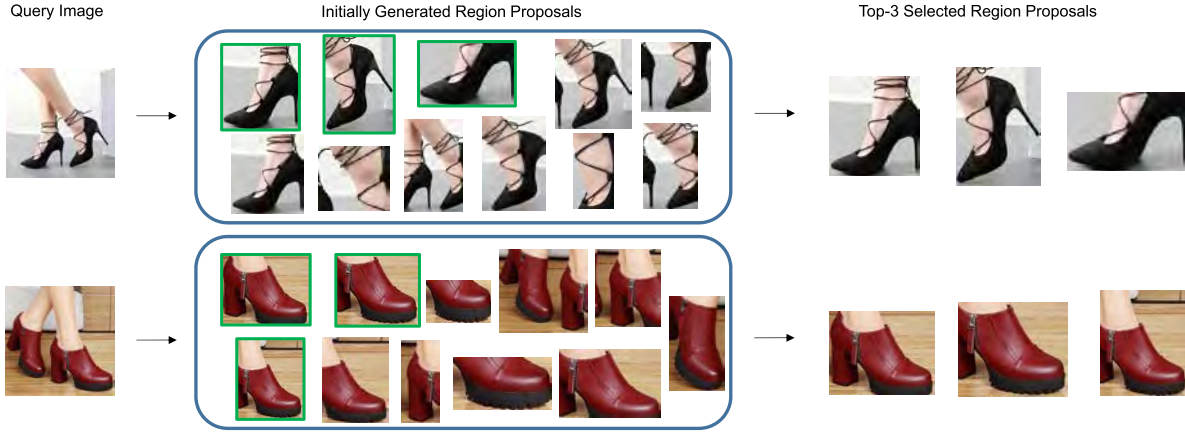 Query Image
Initially Generated Region Proposals
Top-3 Selected Region Proposals